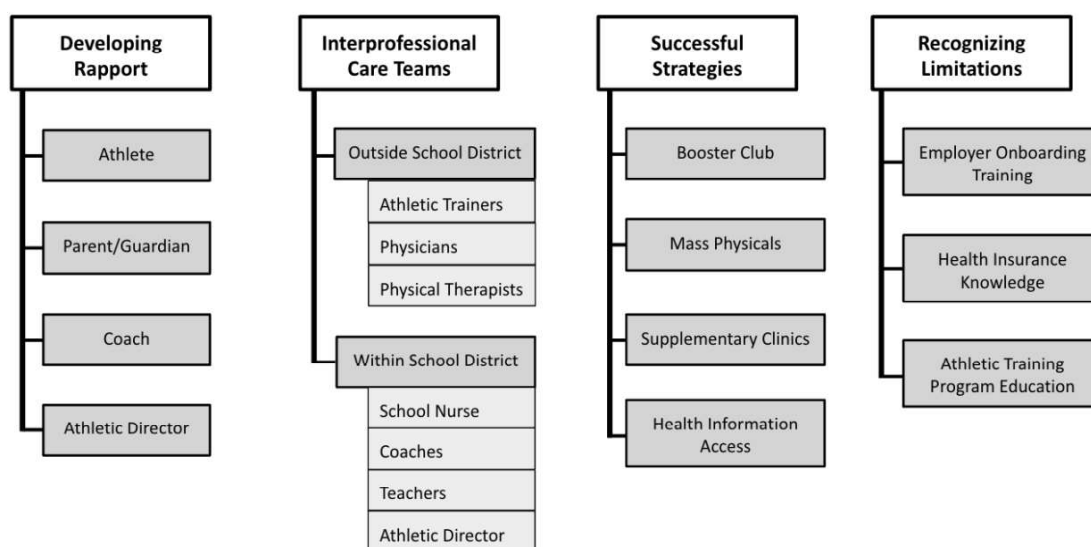 Developing
Rapport
Athlete
Parent/Guardian
Coach
Athletic Director
Interprofessional
Care Teams
Outside School District
Athletic Trainers
Physicians
Physical Therapists
Within School District
School Nurse
Coaches
Teachers
Athletic Director
Successful
Strategies
Booster Club
Mass Physicals
Supplementary Clinics
Health Information
Access
Recognizing
Limitations
Employer Onboarding
Training
Health Insurance
Knowledge
Athletic Training
Program Education